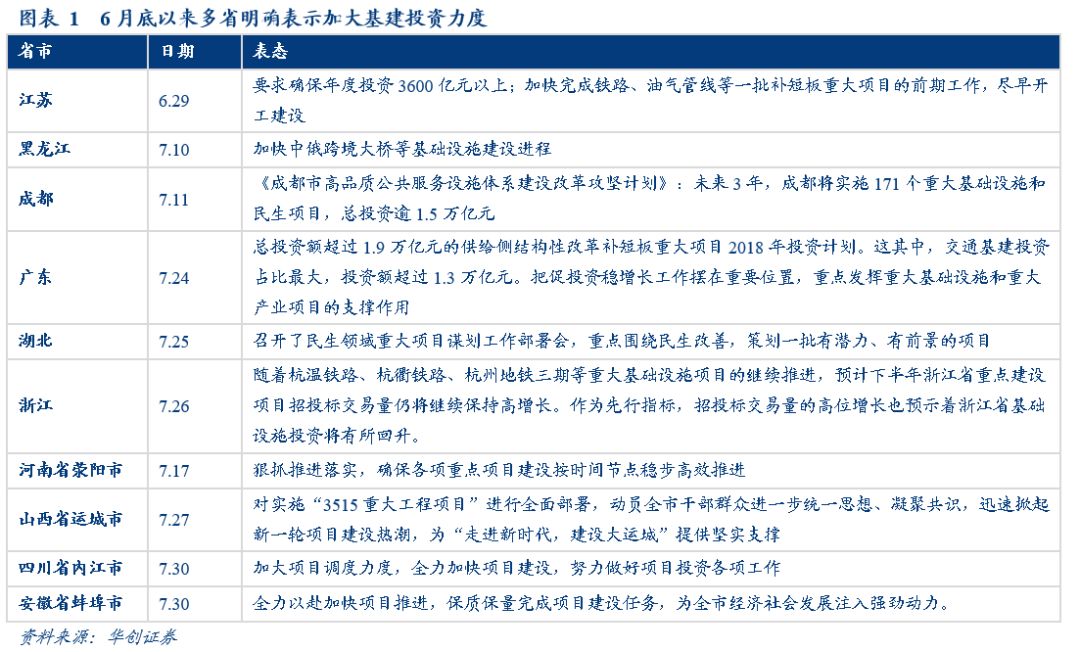 图表 1 6月底以来多省明确表示加大基建投资力度
省市 日期 表态
江苏 6.29 要求确保年度投资 3600 亿元以上；加快完成铁路、油气管线等一批补短板重大项目的前期工作，尽早开
工建设
黑龙江 7.10 加快中俄跨境大桥等基础设施建设进程
成都 7.11 《成都市高品质公共服务设施体系建设改革攻坚计划》：未来 3 年，成都将实施 171 个重大基础设施和
民生项目，总投资逾 1.5 万亿元
广东 7.24 总投资额超过 1.9 万亿元的供给侧结构性改革补短板重大项目 2018 年投资计划。这其中，交通基建投资
占比最大，投资额超过 1.3 万亿元。把促投资稳增长工作摆在重要位置，重点发挥重大基础设施和重大
产业项目的支撑作用
湖北 7.25 召开了民生领域重大项目谋划工作部署会，重点围绕民生改善，策划一批有潜力、有前景的项目
浙江 7.26 随着杭温铁路、杭衢铁路、杭州地铁三期等重大基础设施项目的继续推进，预计下半年浙江省重点建设
项目招投标交易量仍将继续保持高增长。作为先行指标，招投标交易量的高位增长也预示着浙江省基础
设施投资将有所回升。
河南省荥阳市 7.17 狠抓推进落实，确保各项重点项目建设按时间节点稳步高效推进
山西省运城市 7.27 对实施“3515 重大工程项目”进行全面部署，动员全市干部群众进一步统一思想、凝聚共识，迅速掀起
新一轮项目建设热潮，为“走进新时代，建设大运城”提供坚实支撑
四川省内江市 7.30 加大项目调度力度，全力加快项目建设，努力做好项目投资各项工作
安徽省蚌埠市 7.30 全力以赴加快项目推进，保质保量完成项目建设任务，为全市经济社会发展注入强劲动力。
资料来源：华创证券